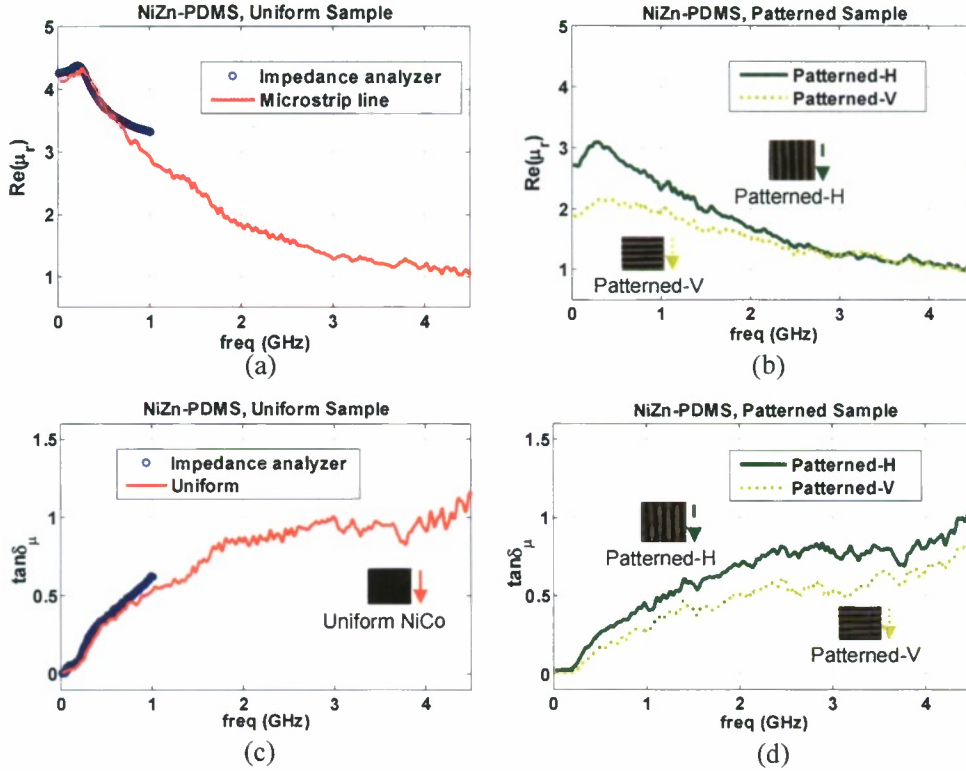 NiZn-PDMS, Uniform Sample
5
4
3
2
1
Re(μr)
Impedance analyzer
Microstrip line
0
1
2
3
4
freq (GHz)
(a)
NiZn-PDMS, Patterned Sample
5
4
3
2
1
Re(μr)
Patterned-H
Patterned-V
Patterned-H
Patterned-V
0
1
2
3
4
freq (GHz)
(b)
NiZn-PDMS, Uniform Sample
1.5
1
0.5
0
tanδμ
Impedance analyzer
Uniform
Uniform NiCo
0
1
2
3
4
freq (GHz)
(c)
NiZn-PDMS, Patterned Sample
1.5
1
0.5
0
tanδμ
Patterned-H
Patterned-V
Patterned-H
Patterned-V
0
1
2
3
4
freq (GHz)
(d)